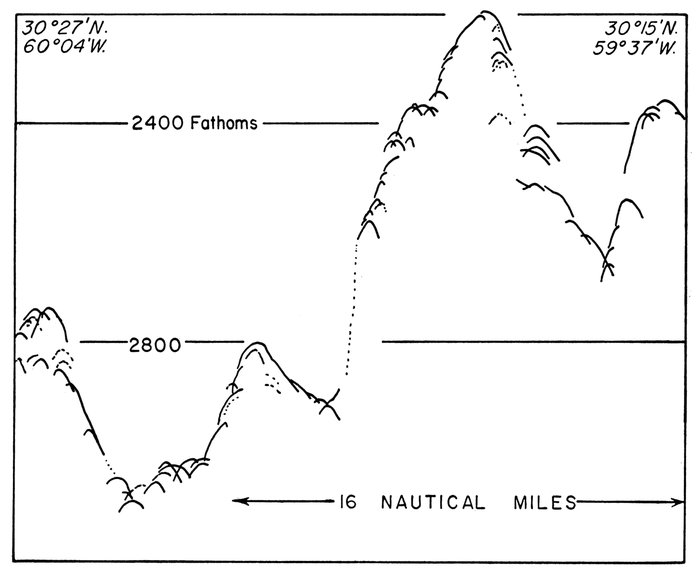 30°27'N.
60°04'W.
30°15'N.
59°37'W.
2400 Fathoms
2800
16 NAUTICAL MILES